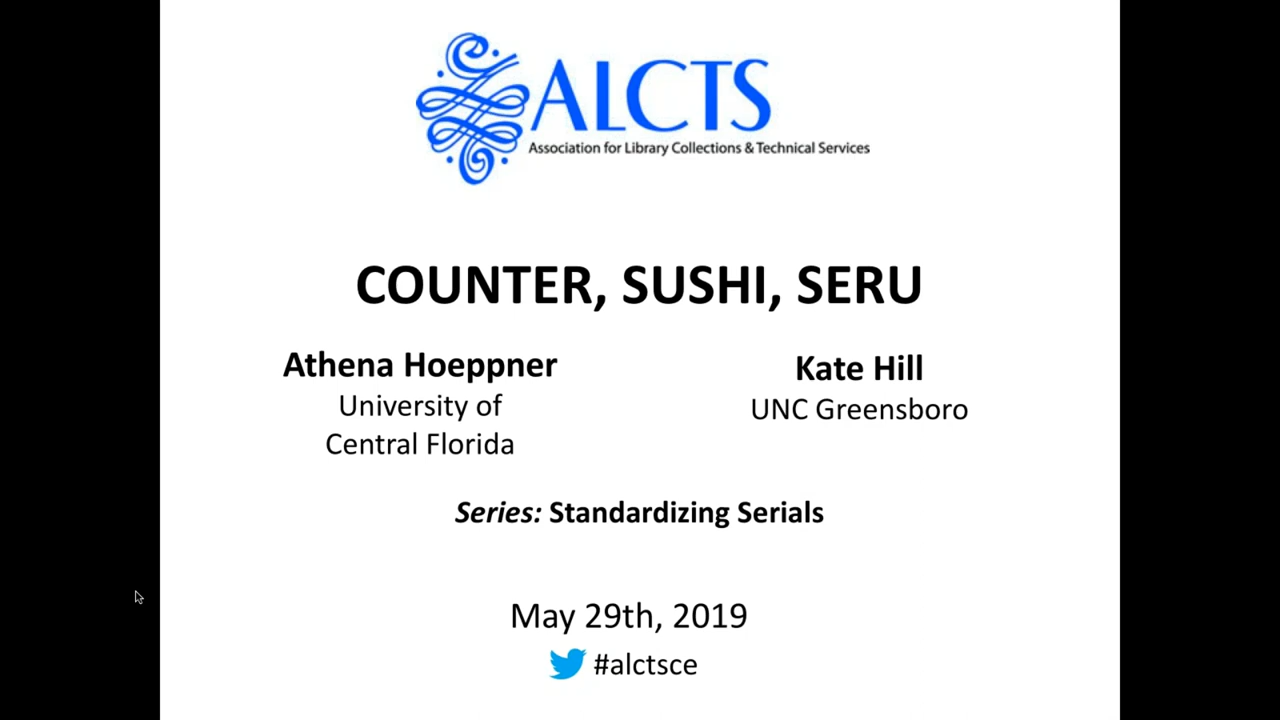 ALCTS
Association for Library Collections & Technical Services
COUNTER, SUSHI, SERU
Athena Hoeppner
University of
Central Florida
Kate Hill
UNC Greensboro
Series: Standardizing Serials
May 29th, 2019
#alctsce